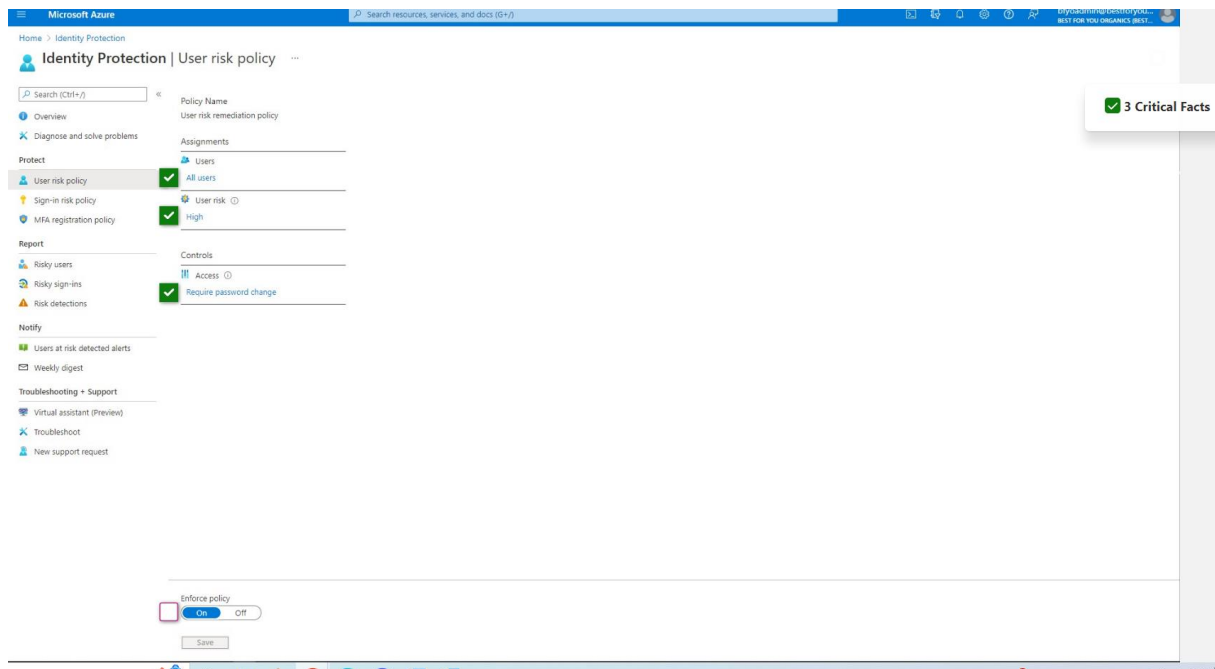 Microsoft Azure
Search resources, services, and docs (G+/)
BEST FOR YOU ORGANICS (BEST...
Home > Identity Protection
Identity Protection | User risk policy ...
Search (Ctrl+/)
Overview
Diagnose and solve problems
Protect
User risk policy
Sign-in risk policy
MFA registration policy
Report
Risky users
Risky sign-ins
Risk detections
Notify
Users at risk detected alerts
Weekly digest
Troubleshooting + Support
Virtual assistant (Preview)
Troubleshoot
New support request
Policy Name
User risk remediation policy
Assignments
Users
All users
User risk
High
Controls
Access
Require password change
Enforce policy
On Off
Save
3 Critical Facts